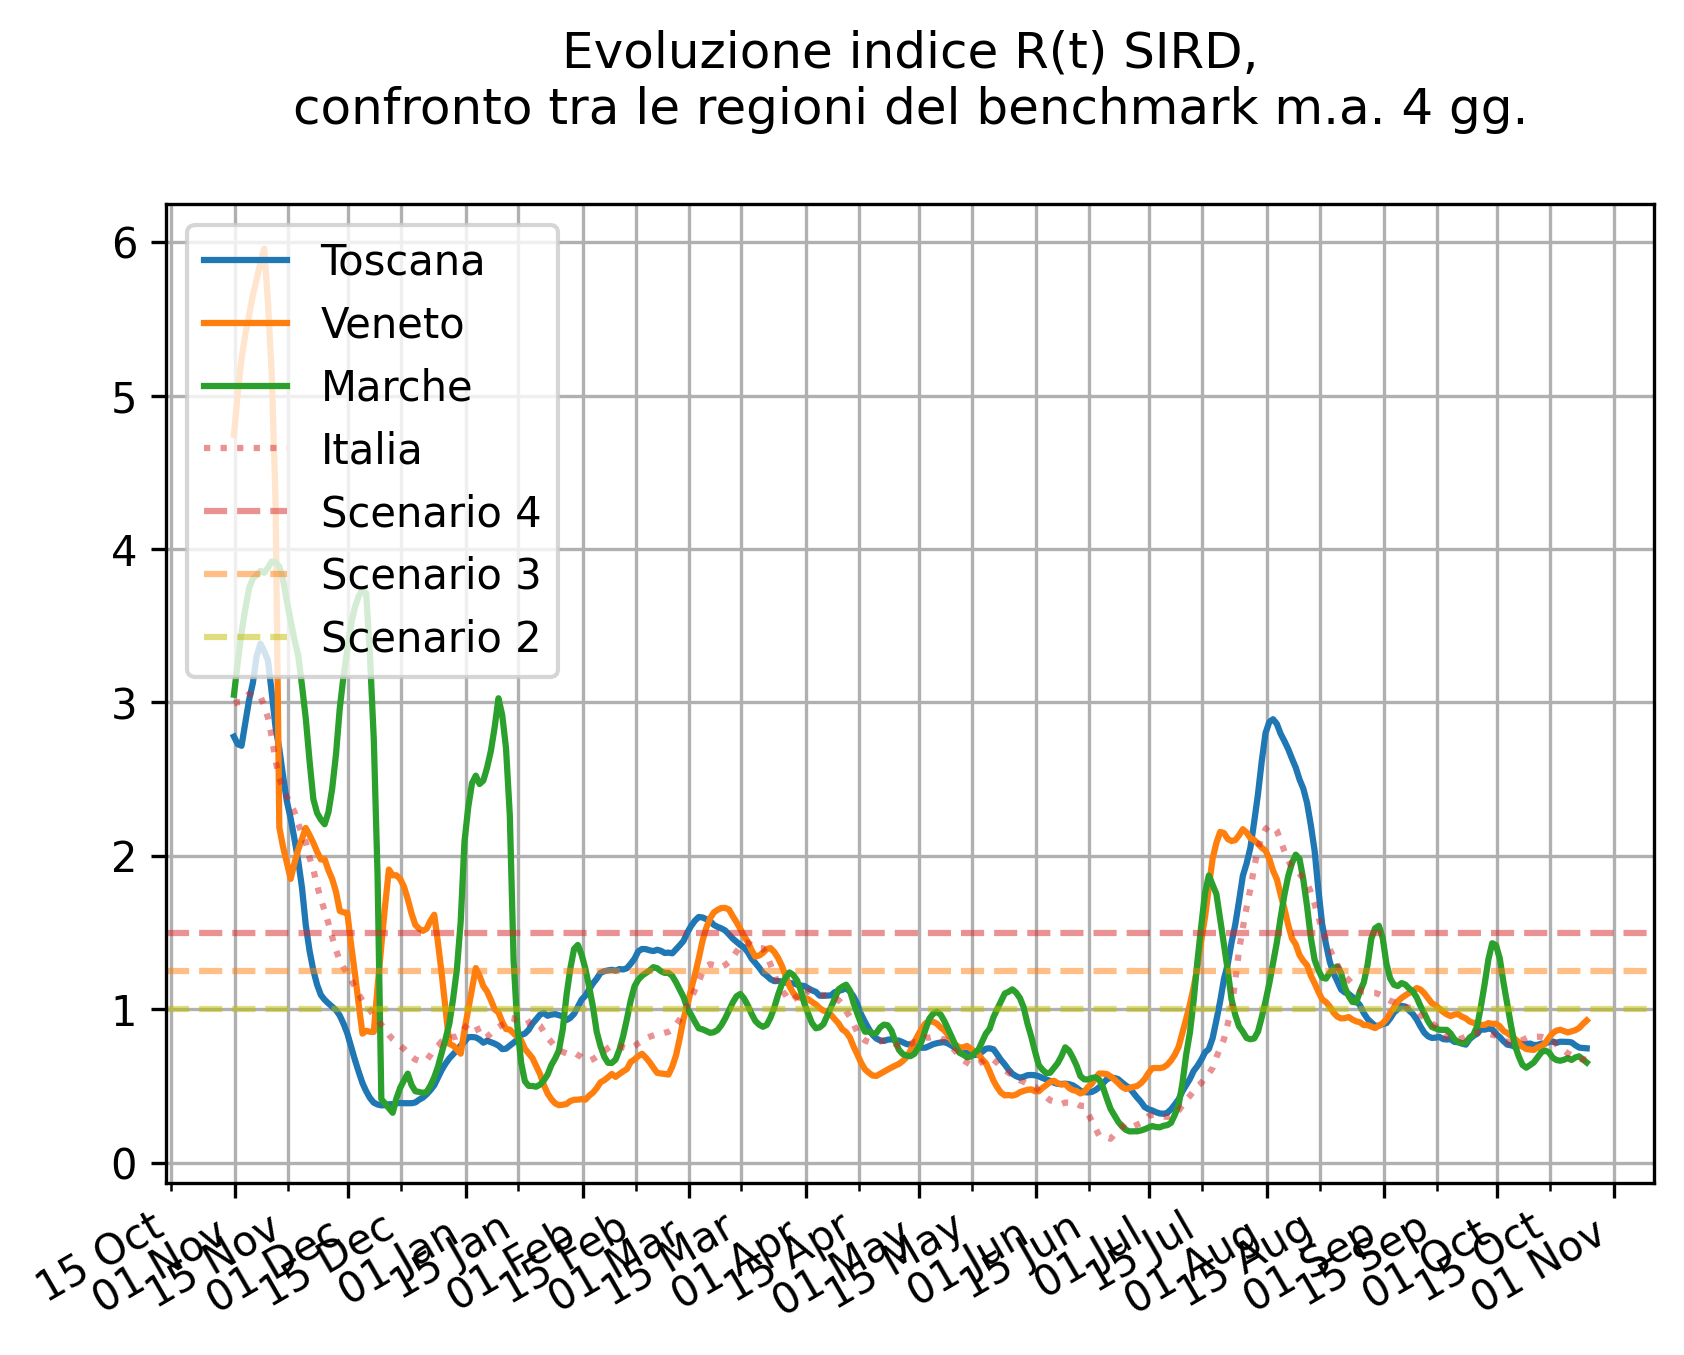 Evoluzione indice R(t) SIRD,
confronto tra le regioni del benchmark m.a. 4 gg.
6
5
4
3
2
1
0
Toscana
Veneto
Marche
Italia
Scenario 4
Scenario 3
Scenario 2
15 Oct
01 Nov
15 Nov
01 Dec
15 Dec
01 Jan
15 Jan
01 Feb
15 Feb
01 Mar
15 Mar
01 Apr
15 Apr
01 May
15 May
01 Jun
15 Jun
01 Jul
15 Jul
01 Aug
15 Aug
01 Sep
15 Sep
01 Oct
15 Oct
01 Nov